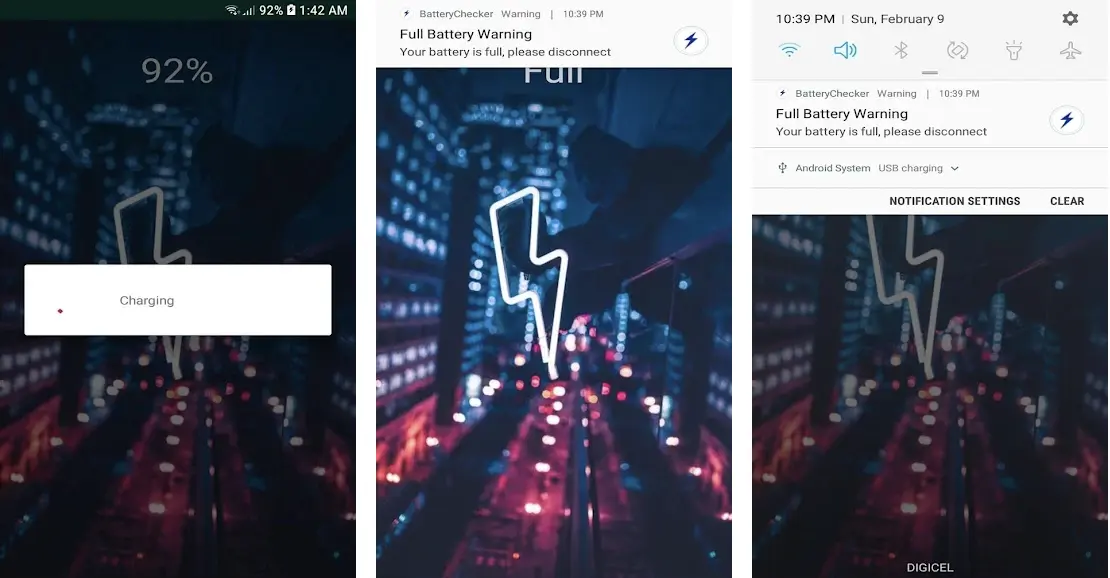 92% 1:42 AM
92%
Charging
BatteryChecker Warning | 10:39 PM
Full Battery Warning
Your battery is full, please disconnect
Full
10:39 PM | Sun, February 9
BatteryChecker Warning | 10:39 PM
Full Battery Warning
Your battery is full, please disconnect
Android System USB charging
NOTIFICATION SETTINGS CLEAR
DIGICEL